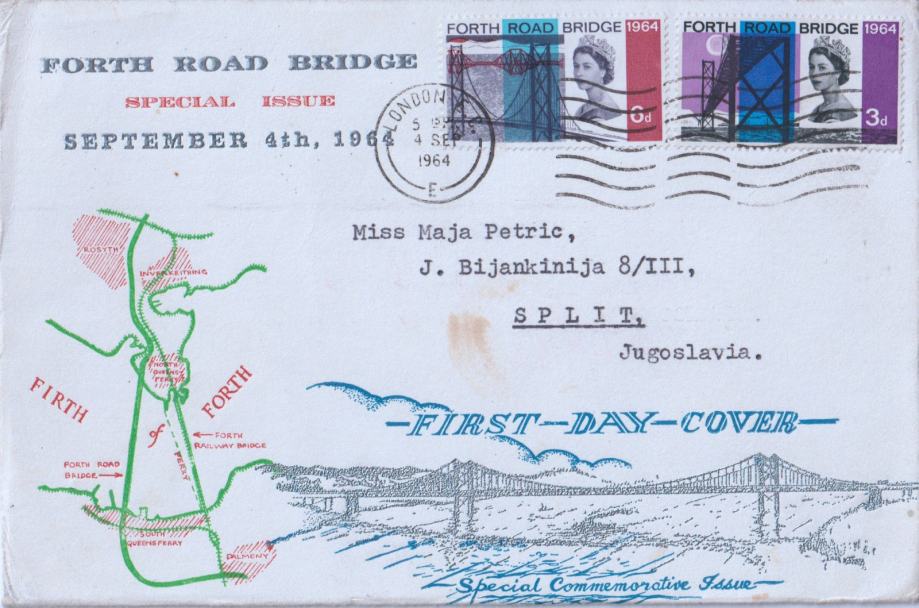 FORTH ROAD BRIDGE
SPECIAL ISSUE
SEPTEMBER 4th, 1964
FORTH ROAD BRIDGE 1964
6d
FORTH ROAD BRIDGE 1964
3d
LONDON
4 SEP
1964
E
Miss Maja Petric,
J. Bijankinija 8/III,
SPLIT,
Jugoslavia.
ROSYTH
INVERKEITHING
NORTH
QUEENS-
FERRY
FIRTH
of
FORTH
FORTH
RAILWAY BRIDGE
FERRY
FORTH ROAD
BRIDGE
SOUTH
QUEENSFERRY
DALMENY
-FIRST-DAY-COVER-
Special Commemorative Issue